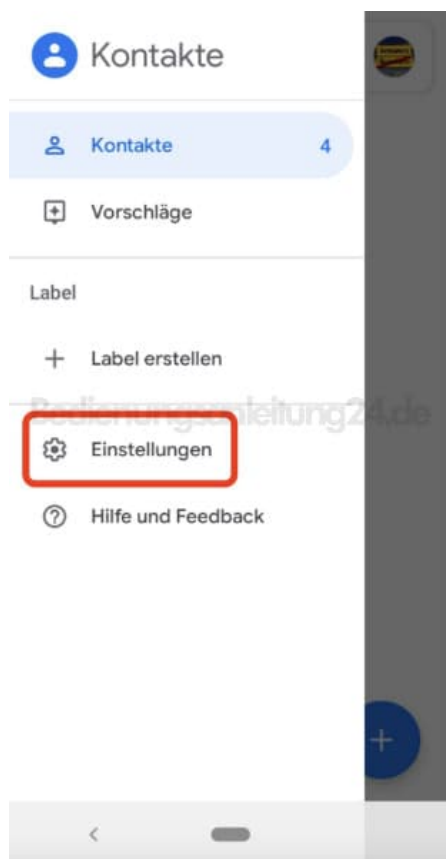 Kontakte
Kontakte 4
Vorschläge
Label
Label erstellen
Bedienungsanleitung24.de
Einstellungen
Hilfe und Feedback